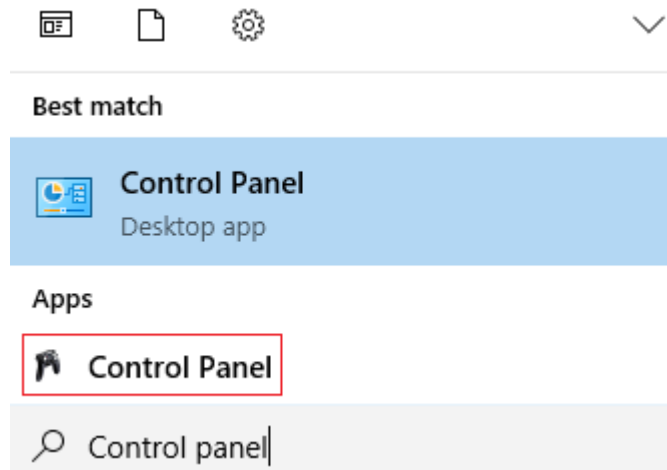 Best match
Control Panel
Desktop app
Apps
Control Panel
Control panel